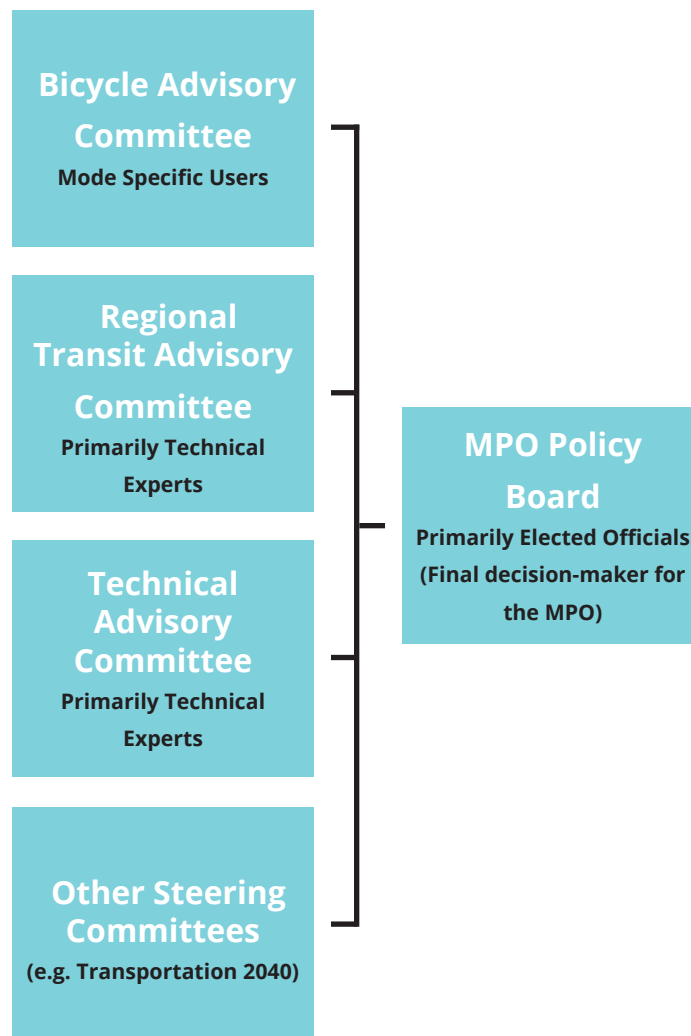 Bicycle Advisory
Committee
Mode Specific Users
Regional
Transit Advisory
Committee
Primarily Technical
Experts
Technical
Advisory
Committee
Primarily Technical
Experts
Other Steering
Committees
(e.g. Transportation 2040)
MPO Policy
Board
Primarily Elected Officials
(Final decision-maker for
the MPO)